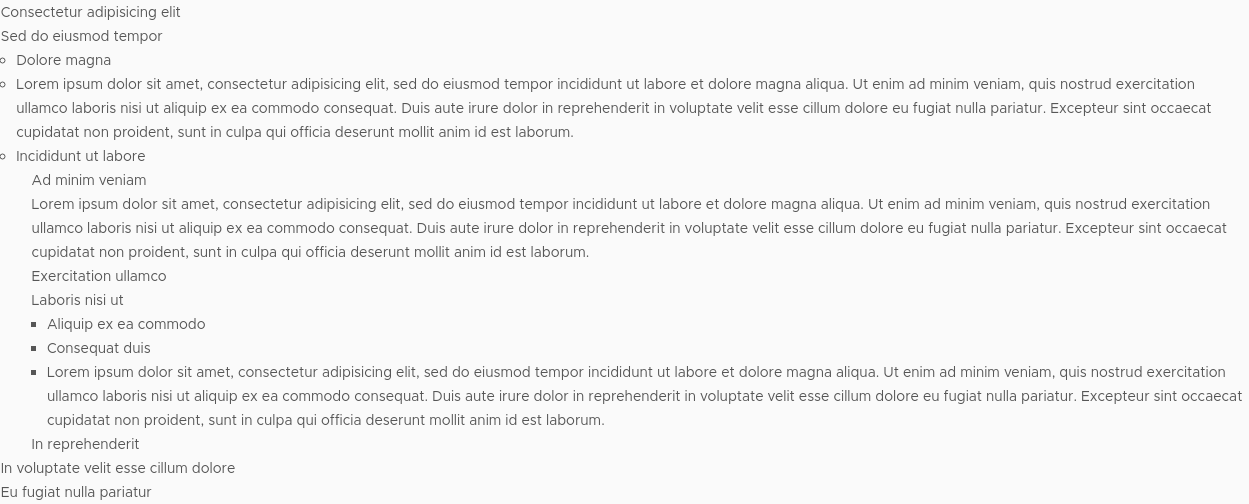 Consectetur adipisicing elit
Sed do eiusmod tempor
Dolore magna
Lorem ipsum dolor sit amet, consectetur adipisicing elit, sed do eiusmod tempor incididunt ut labore et dolore magna aliqua. Ut enim ad minim veniam, quis nostrud exercitation
ullamco laboris nisi ut aliquip ex ea commodo consequat. Duis aute irure dolor in reprehenderit in voluptate velit esse cillum dolore eu fugiat nulla pariatur. Excepteur sint occaecat
cupidatat non proident, sunt in culpa qui officia deserunt mollit anim id est laborum.
Incididunt ut labore
Ad minim veniam
Lorem ipsum dolor sit amet, consectetur adipisicing elit, sed do eiusmod tempor incididunt ut labore et dolore magna aliqua. Ut enim ad minim veniam, quis nostrud exercitation
ullamco laboris nisi ut aliquip ex ea commodo consequat. Duis aute irure dolor in reprehenderit in voluptate velit esse cillum dolore eu fugiat nulla pariatur. Excepteur sint occaecat
cupidatat non proident, sunt in culpa qui officia deserunt mollit anim id est laborum.
Exercitation ullamco
Laboris nisi ut
Aliquip ex ea commodo
Consequat duis
Lorem ipsum dolor sit amet, consectetur adipisicing elit, sed do eiusmod tempor incididunt ut labore et dolore magna aliqua. Ut enim ad minim veniam, quis nostrud exercitation
ullamco laboris nisi ut aliquip ex ea commodo consequat. Duis aute irure dolor in reprehenderit in voluptate velit esse cillum dolore eu fugiat nulla pariatur. Excepteur sint occaecat
cupidatat non proident, sunt in culpa qui officia deserunt mollit anim id est laborum.
In reprehenderit
In voluptate velit esse cillum dolore
Eu fugiat nulla pariatur